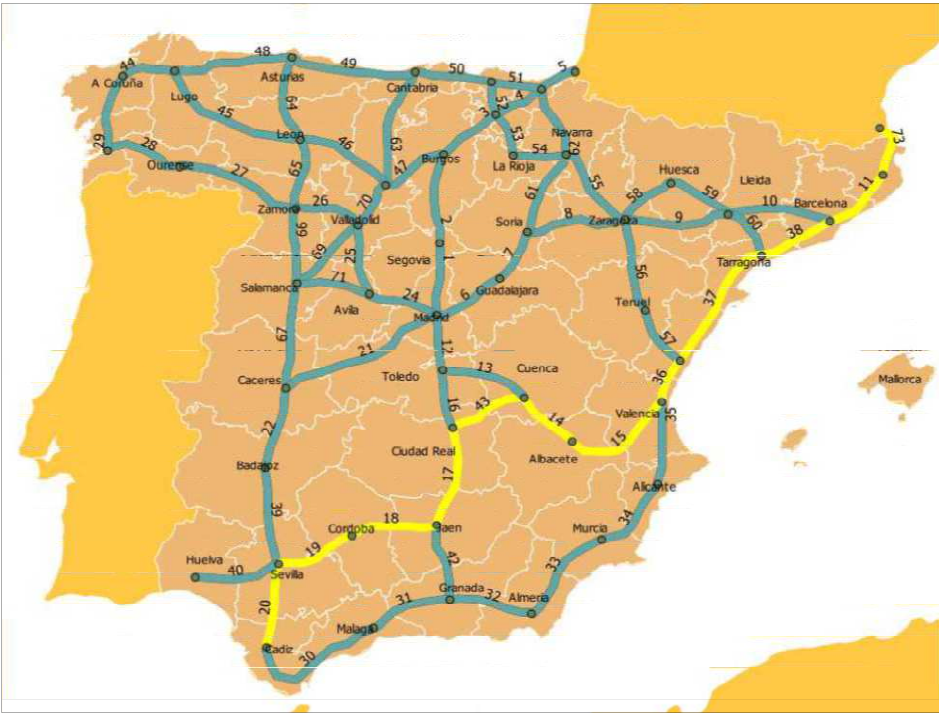 48
49
50
51
5
44
A Coruña
Lugo
Asturias
Cantabria
4
52
3
45
64
Leon
46
63
53
Navarra
29
28
Ourense
27
65
47
Burgos
La Rioja
54
62
55
Huesca
58
59
Lleida
73
11
Zamora
26
70
Valladolid
2
61
Soria
8
Zaragoza
9
60
10
Barcelona
38
66
69
25
Segovia
1
7
Tarragona
Salamanca
71
Avila
24
6
Guadalajara
56
37
Madrid
Teruel
67
21
12
57
Caceres
Toledo
13
Cuenca
36
Mallorca
16
43
14
Valencia
35
22
Ciudad Real
15
Badajoz
17
Albacete
Alicante
39
18
Cordoba
Jaen
Murcia
34
19
Huelva
40
Sevilla
42
33
20
Granada
31
32
Almeria
Malaga
Cadiz
30